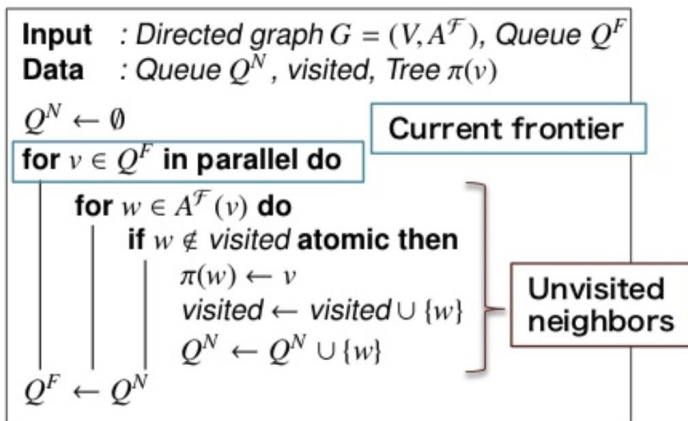 Input : Directed graph G = (V, A^ℱ), Queue Q^F
Data : Queue Q^N, visited, Tree π(v)
Q^N ← ∅
Current frontier
for v ∈ Q^F in parallel do
for w ∈ A^ℱ(v) do
if w ∉ visited atomic then
π(w) ← v
visited ← visited ∪ {w}
Q^N ← Q^N ∪ {w}
Unvisited
neighbors
Q^F ← Q^N